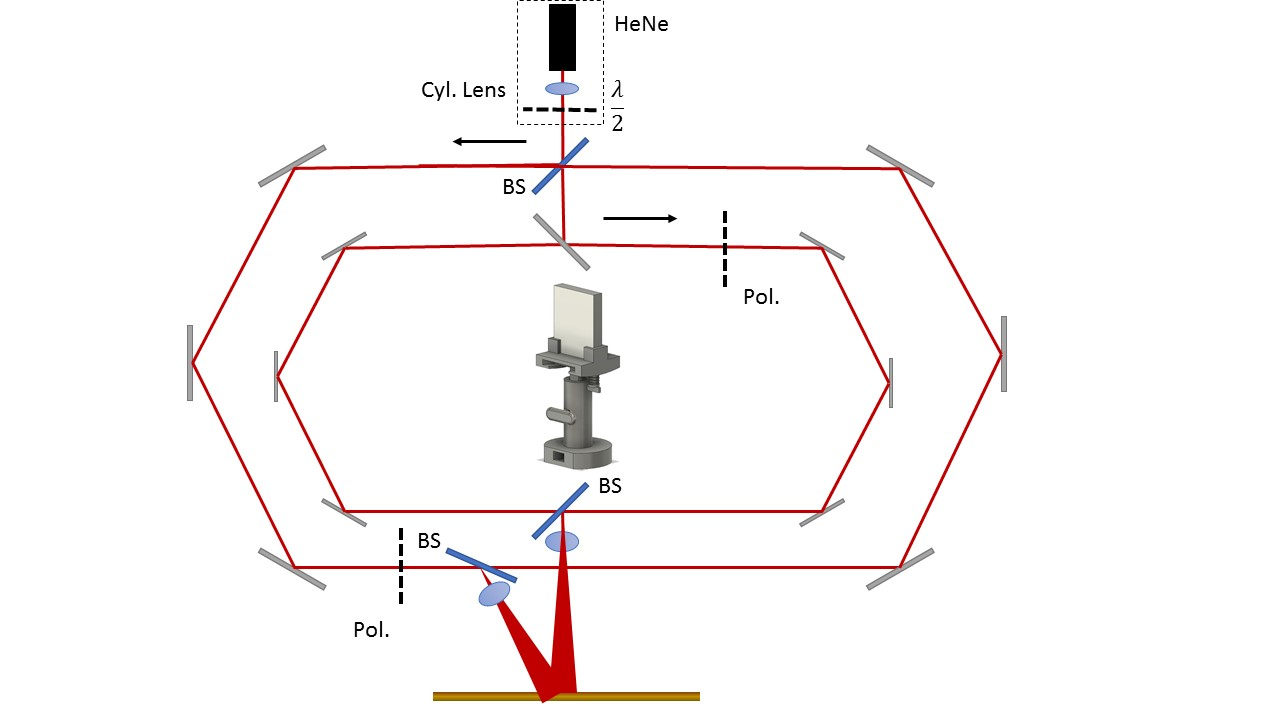 HeNe
Cyl. Lens
λ
2
BS
Pol.
BS
BS
Pol.